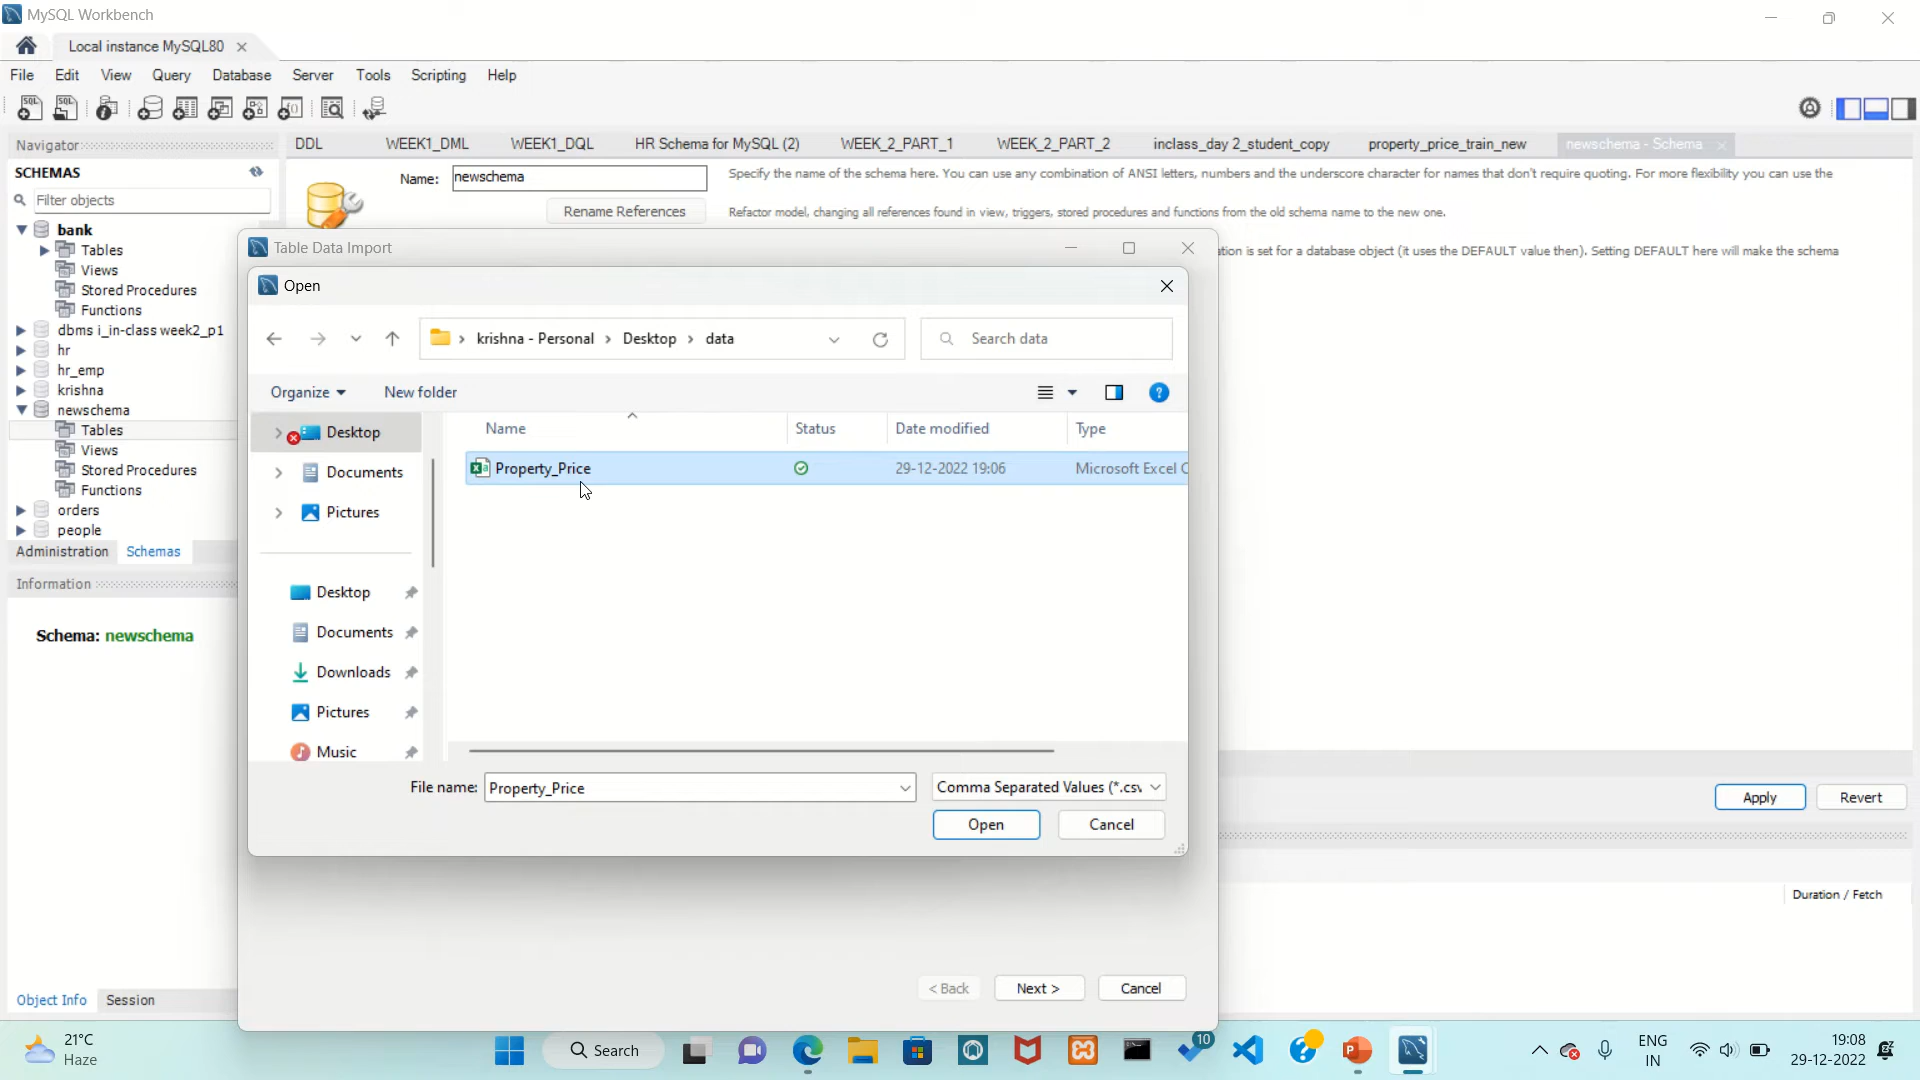 MySQL Workbench
Local instance MySQL80
File Edit View Query Database Server Tools Scripting Help
Navigator
DDL WEEK1_DML WEEK1_DQL HR Schema for MySQL (2) WEEK_2_PART_1 WEEK_2_PART_2 inclass_day 2_student_copy property_price_train_new newschema - Schema
SCHEMAS
Filter objects
bank
Tables
Views
Stored Procedures
Functions
dbms i_in-class week2_p1
hr
hr_emp
krishna
newschema
Tables
Views
Stored Procedures
Functions
orders
people
Administration Schemas
Information
Schema: newschema
Object Info Session
Name: newschema
Specify the name of the schema here. You can use any combination of ANSI letters, numbers and the underscore character for names that don't require quoting. For more flexibility you can use the
Rename References
Refactor model, changing all references found in view, triggers, stored procedures and functions from the old schema name to the new one.
ation is set for a database object (it uses the DEFAULT value then). Setting DEFAULT here will make the schema
Table Data Import
Open
krishna - Personal > Desktop > data
Search data
Organize New folder
Desktop
Documents
Pictures
Desktop
Documents
Downloads
Pictures
Music
Name Status Date modified Type
Property_Price 29-12-2022 19:06 Microsoft Excel C
File name: Property_Price Comma Separated Values (*.csv
Open Cancel
< Back Next > Cancel
Apply Revert
Duration / Fetch
21°C
Haze
Search
10
ENG
IN
19:08
29-12-2022